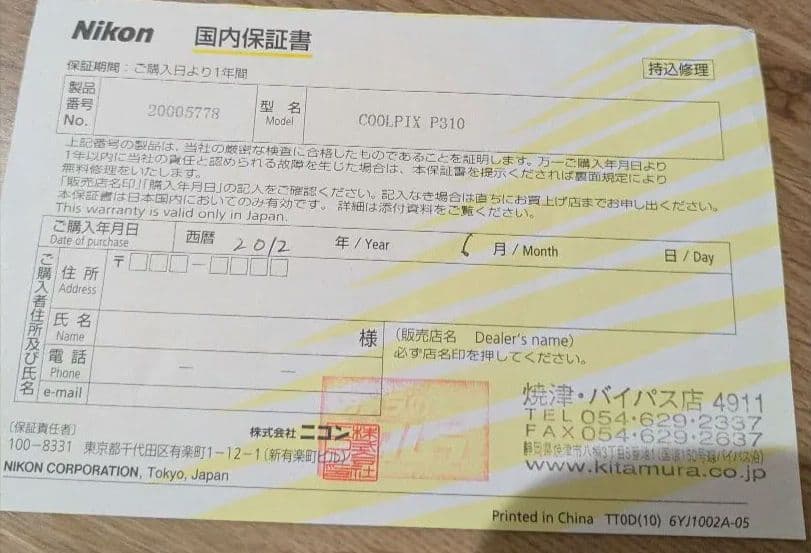 Nikon 国内保証書
保証期間：ご購入日より1年間 持込修理
製品番号 No. 20005778 型名 Model COOLPIX P310
上記番号の製品は、当社の厳密な検査に合格したものであることを証明します。万一ご購入年月日より
1年以内に当社の責任と認められる故障を生じた場合は、本保証書を提示くだされば裏面規定により
無料修理をいたします。
「販売店名印」「購入年月日」の記入をご確認ください。記入なき場合は直ちにお買上げ店までお申し出ください。
本保証書は日本国内においてのみ有効です。 詳細は添付資料をご覧ください。
This warranty is valid only in Japan.
ご購入年月日 Date of purchase 西暦 2012 年 / Year 6 月 / Month 日 / Day
ご購入者住所及び氏名
住所 Address 〒
氏名 Name 様
電話 Phone
e-mail
(販売店名 Dealer's name)
必ず店名印を押してください。
焼津・バイパス店 4911
TEL 054-629-2337
FAX 054-629-2637
www.kitamura.co.jp
[保証責任者] 株式会社 ニコン
100-8331 東京都千代田区有楽町1-12-1 (新有楽町ビル)
NIKON CORPORATION, Tokyo, Japan
Printed in China TT0D(10) 6YJ1002A-05